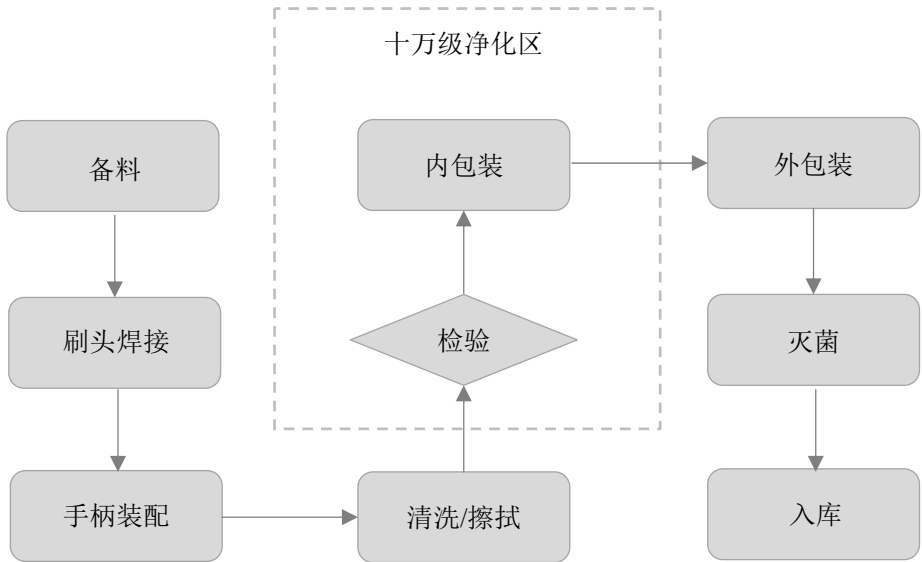 十万级净化区
备料
内包装
外包装
刷头焊接
检验
灭菌
手柄装配
清洗/擦拭
入库